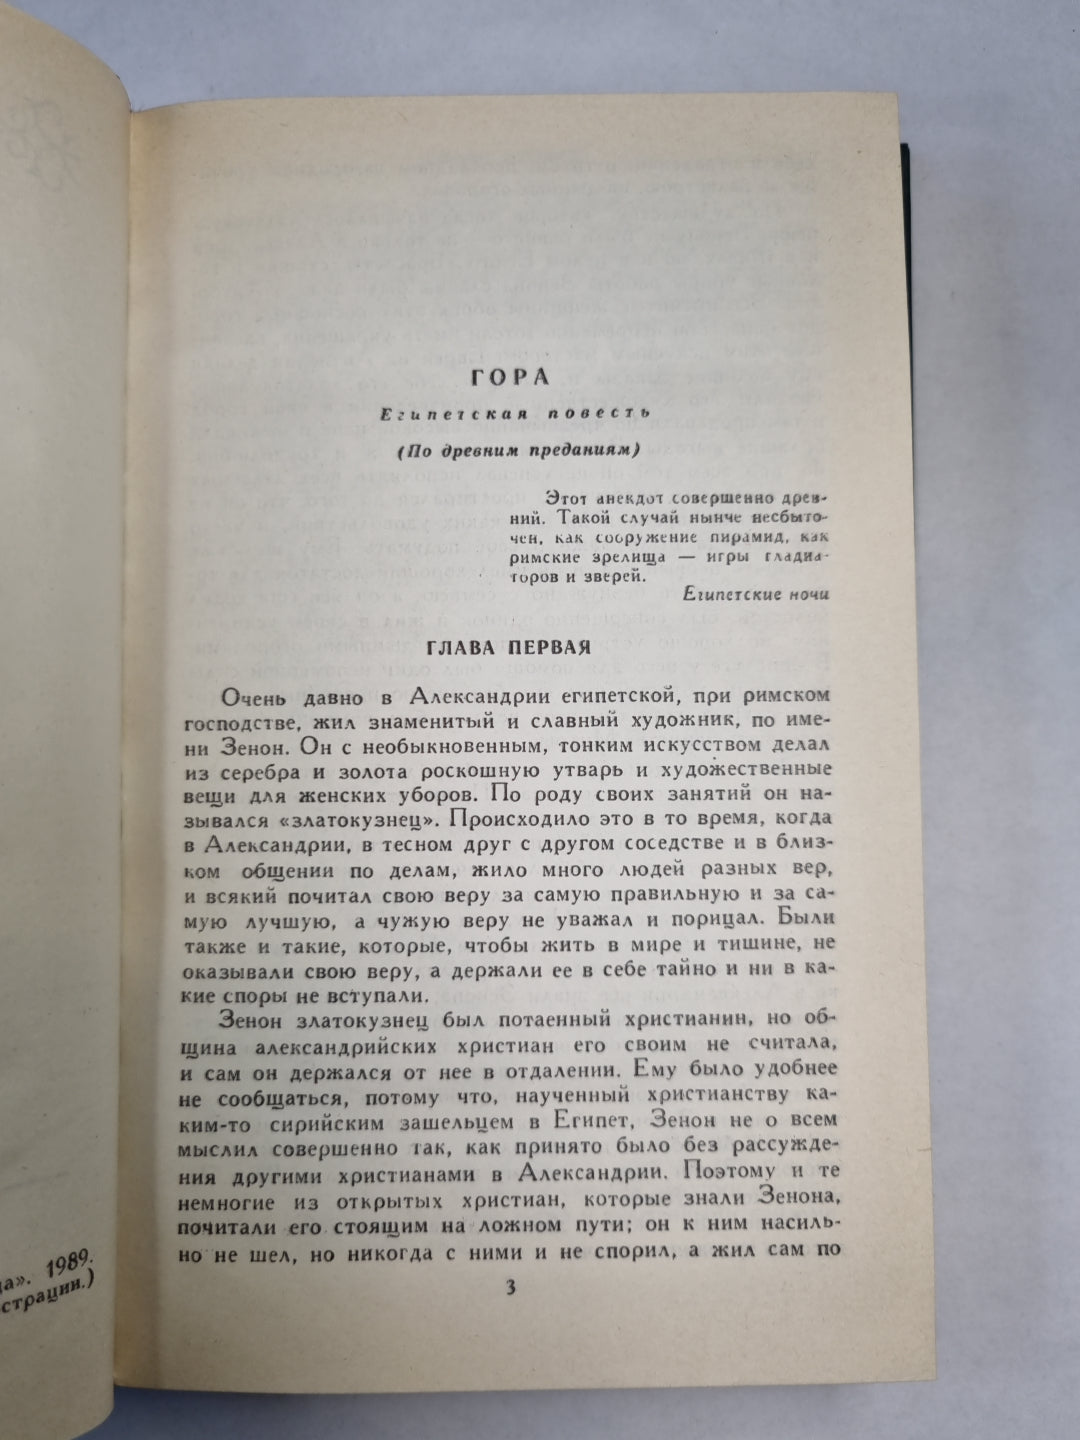 ГОРА
Египетская повесть
(По древним преданиям)
Этот анекдот совершенно древ-
ний. Такой случай нынче несбыто-
чен, как сооружение пирамид, как
римские зрелища — игры гладиа-
торов и зверей.
Египетские ночи
ГЛАВА ПЕРВАЯ
Очень давно в Александрии египетской, при римском
господстве, жил знаменитый и славный художник, по име-
ни Зенон. Он с необыкновенным, тонким искусством делал
из серебра и золота роскошную утварь и художественные
вещи для женских уборов. По роду своих занятий он на-
зывался «златокузнец». Происходило это в то время, когда
в Александрии, в тесном друг с другом соседстве и в близ-
ком общении по делам, жило много людей разных вер,
и всякий почитал свою веру за самую правильную и за са-
мую лучшую, а чужую веру не уважал и порицал. Были
также и такие, которые, чтобы жить в мире и тишине, не
оказывали свою веру, а держали ее в себе тайно и ни в ка-
кие споры не вступали.
Зенон златокузнец был потаенный христианин, но об-
щина александрийских христиан его своим не считала,
и сам он держался от нее в отдалении. Ему было удобнее
не сообщаться, потому что, наученный христианству ка-
ким-то сирийским зашельцем в Египет, Зенон не о всем
мыслил совершенно так, как принято было без рассужде-
ния другими христианами в Александрии. Поэтому и те
немногие из открытых христиан, которые знали Зенона,
почитали его стоящим на ложном пути; он к ним насиль-
но не шел, но никогда с ними и не спорил, а жил сам по
3
да». 1989.
страции.)